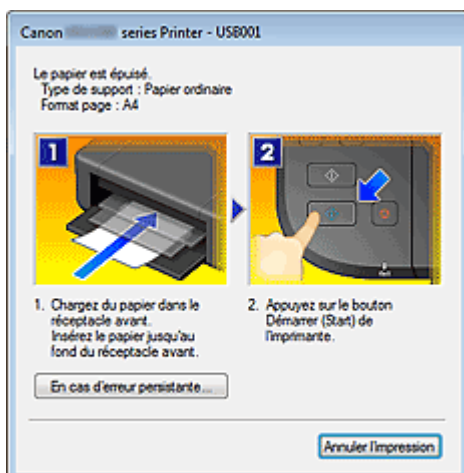 Canon series Printer - USB001
Le papier est épuisé.
Type de support : Papier ordinaire
Format page : A4
1
2
1. Chargez du papier dans le
réceptacle avant.
Insérez le papier jusqu'au
fond du réceptacle avant.
2. Appuyez sur le bouton
Démarrer (Start) de
l'imprimante.
En cas d'erreur persistante...
Annuler l'impression